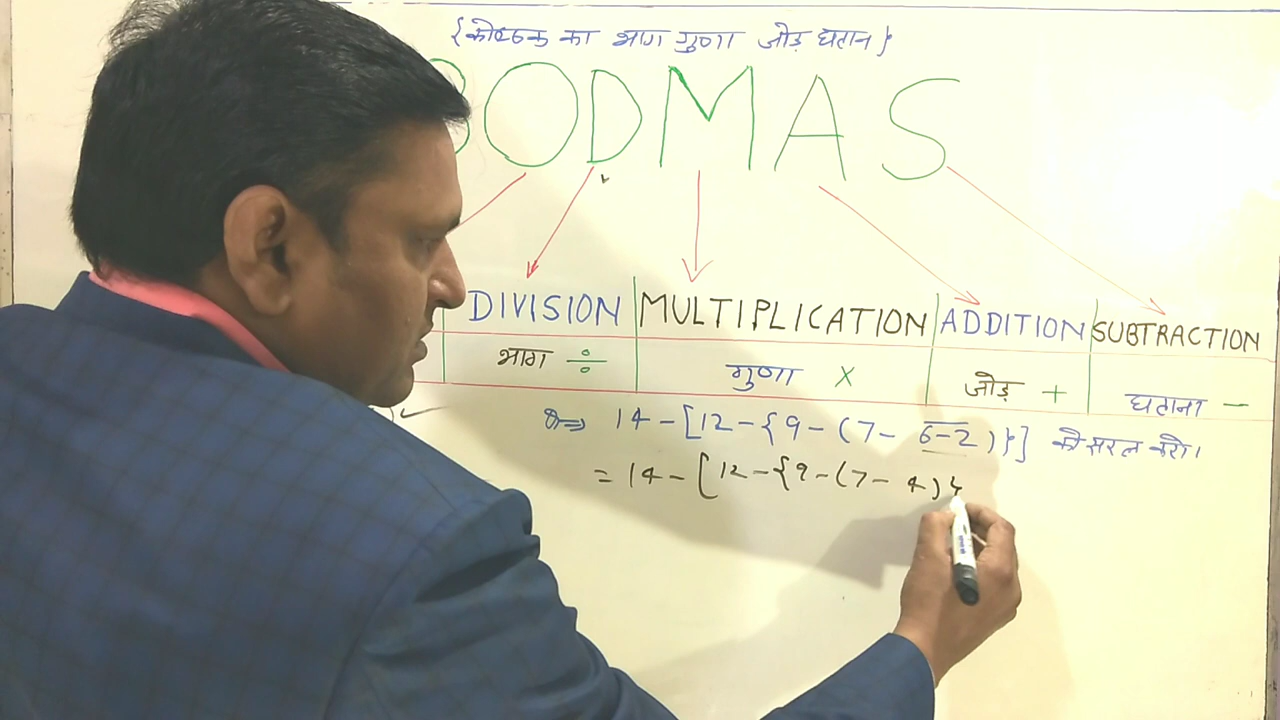 {कोष्ठक का भाग गुणा जोड़ घटान}
BODMAS
DIVISION MULTIPLICATION ADDITION SUBTRACTION
भाग ÷ गुणा × जोड़ + घटाना −
⇒ 14 − [12 − {9 − (7 − 6̅−̅2̅)}] को सरल करो।
= 14 − [12 − {9 − (7 − 4)}